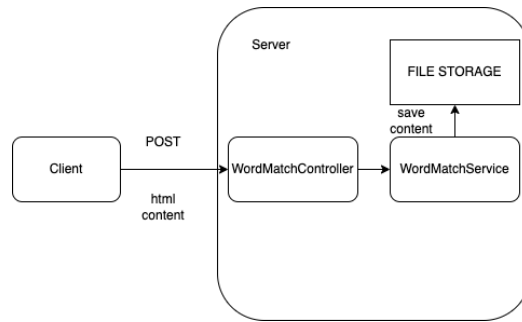 Server
FILE STORAGE
save
content
POST
Client
WordMatchController
WordMatchService
html
content